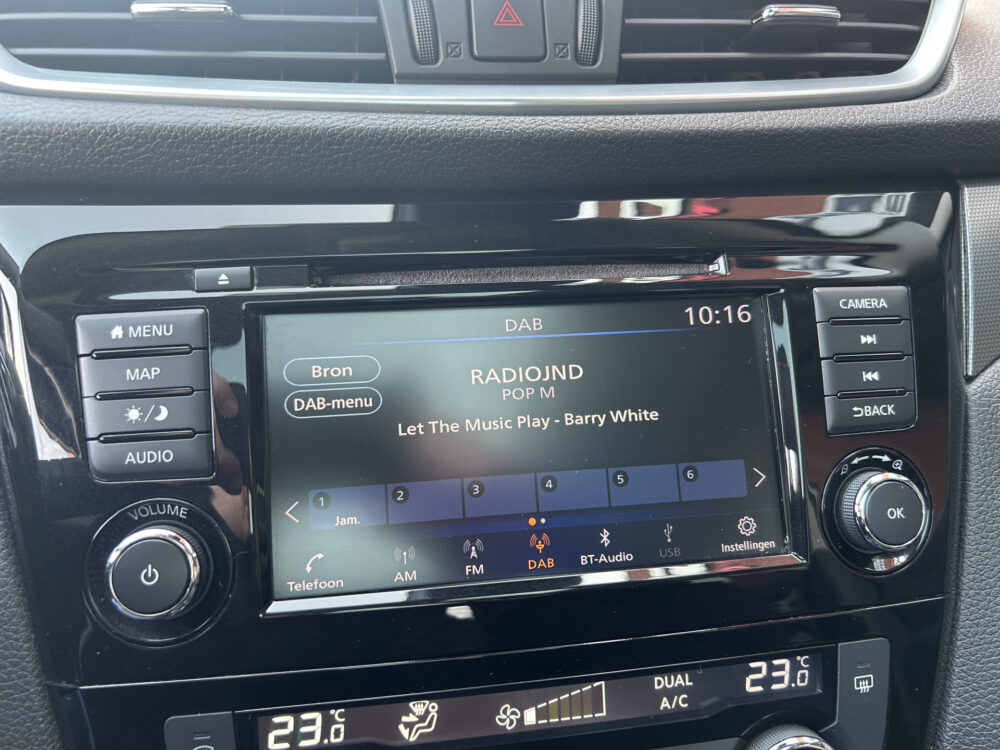 MENU
MAP
AUDIO
VOLUME
DAB
10:16
Bron
DAB-menu
RADIOJND
POP M
Let The Music Play - Barry White
1
Jam.
2
3
4
5
6
Telefoon
AM
FM
DAB
BT-Audio
USB
Instellingen
CAMERA
BACK
OK
23.0°C
DUAL
A/C
23.0°C